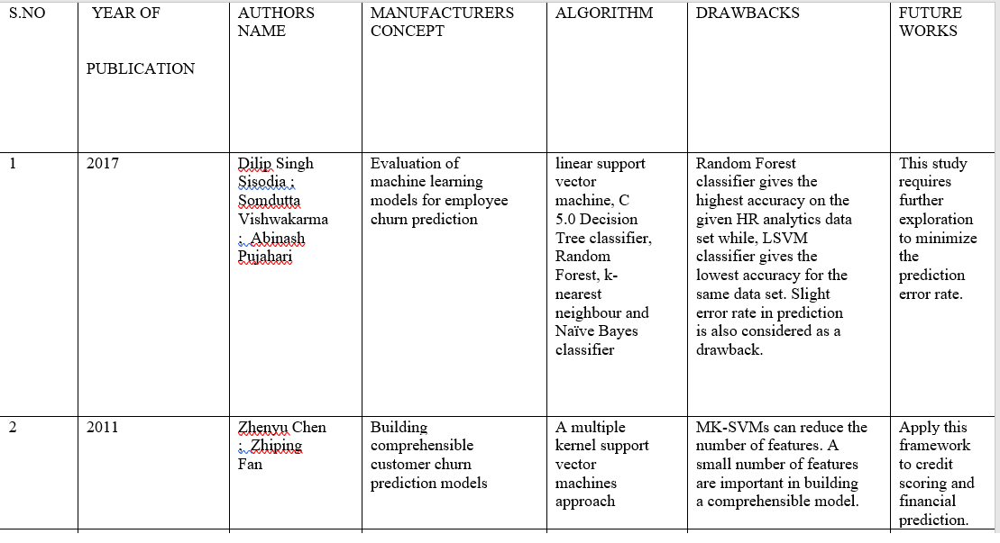 S.NO
YEAR OF
PUBLICATION
AUTHORS
NAME
MANUFACTURERS
CONCEPT
ALGORITHM
DRAWBACKS
FUTURE
WORKS
1
2017
Dilip Singh
Sisodia ;
Somdutta
Vishwakarma
; Abinash
Pujahari
Evaluation of
machine learning
models for employee
churn prediction
linear support
vector
machine, C
5.0 Decision
Tree classifier,
Random
Forest, k-
nearest
neighbour and
Naïve Bayes
classifier
Random Forest
classifier gives the
highest accuracy on the
given HR analytics data
set while, LSVM
classifier gives the
lowest accuracy for the
same data set. Slight
error rate in prediction
is also considered as a
drawback.
This study
requires
further
exploration
to minimize
the
prediction
error rate.
2
2011
Zhenyu Chen
; Zhiping
Fan
Building
comprehensible
customer churn
prediction models
A multiple
kernel support
vector
machines
approach
MK-SVMs can reduce the
number of features. A
small number of features
are important in building
a comprehensible model.
Apply this
framework
to credit
scoring and
financial
prediction.